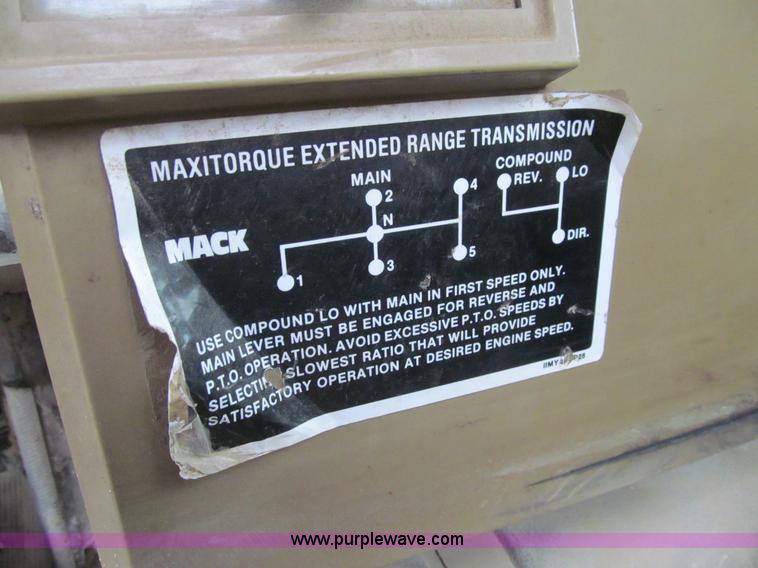 MAXITORQUE EXTENDED RANGE TRANSMISSION
MAIN
COMPOUND
2
4
REV.
LO
MACK
N
DIR.
1
3
5
USE COMPOUND LO WITH MAIN IN FIRST SPEED ONLY.
MAIN LEVER MUST BE ENGAGED FOR REVERSE AND
P.T.O. OPERATION. AVOID EXCESSIVE P.T.O. SPEEDS BY
SELECTING SLOWEST RATIO THAT WILL PROVIDE
SATISFACTORY OPERATION AT DESIRED ENGINE SPEED.
www.purplewave.com